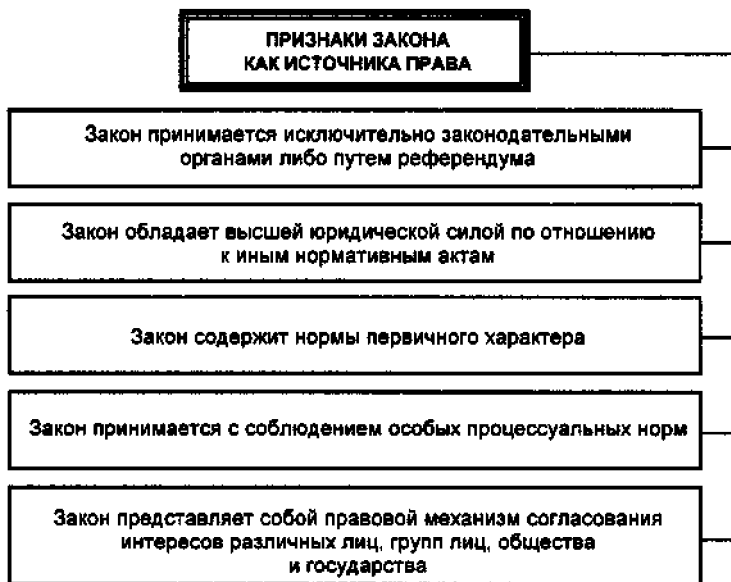 ПРИЗНАКИ ЗАКОНА
КАК ИСТОЧНИКА ПРАВА
Закон принимается исключительно законодательными
органами либо путем референдума
Закон обладает высшей юридической силой по отношению
к иным нормативным актам
Закон содержит нормы первичного характера
Закон принимается с соблюдением особых процессуальных норм
Закон представляет собой правовой механизм согласования
интересов различных лиц, групп лиц, общества
и государства